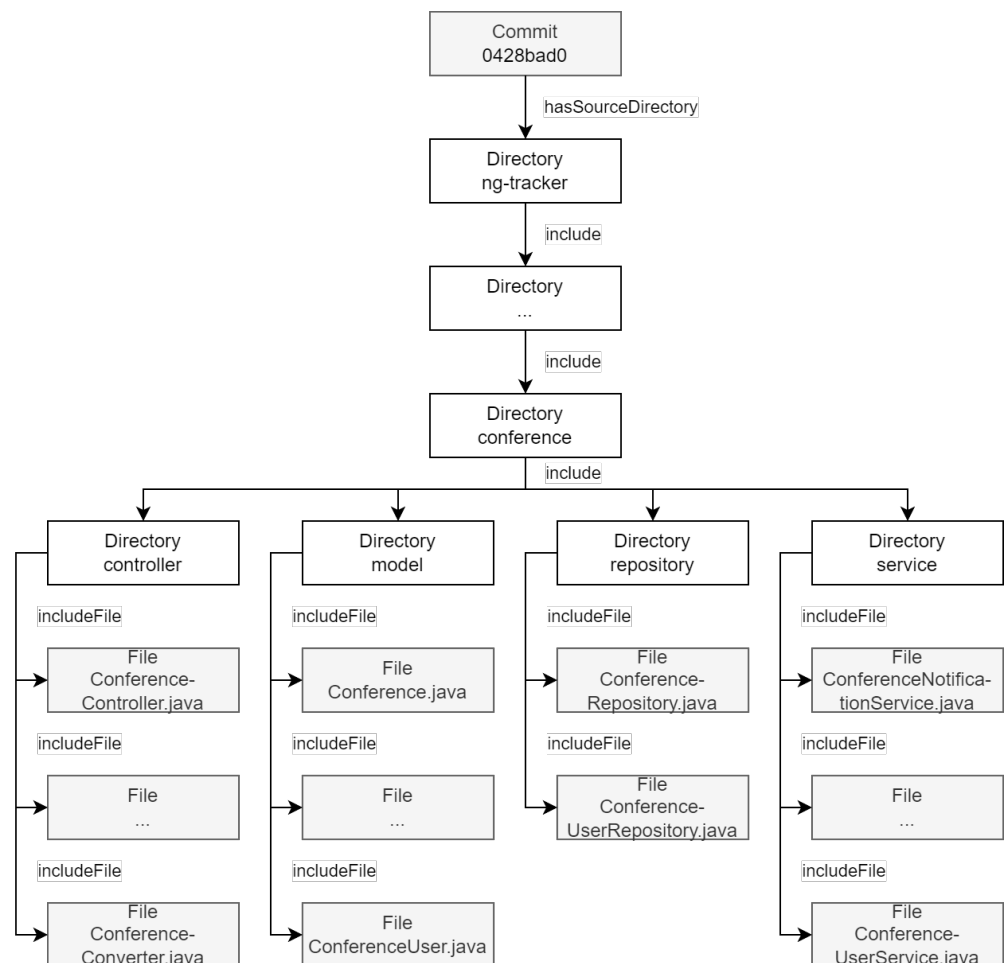 Commit
0428bad0
hasSourceDirectory
Directory
ng-tracker
include
Directory
...
include
Directory
conference
include
Directory
controller
Directory
model
Directory
repository
Directory
service
includeFile
includeFile
includeFile
includeFile
File
Conference-
Controller.java
File
Conference.java
File
Conference-
Repository.java
File
ConferenceNotifica-
tionService.java
includeFile
includeFile
includeFile
includeFile
File
...
File
...
File
Conference-
UserRepository.java
File
...
includeFile
includeFile
includeFile
File
Conference-
Converter.java
File
ConferenceUser.java
File
Conference-
UserService.java